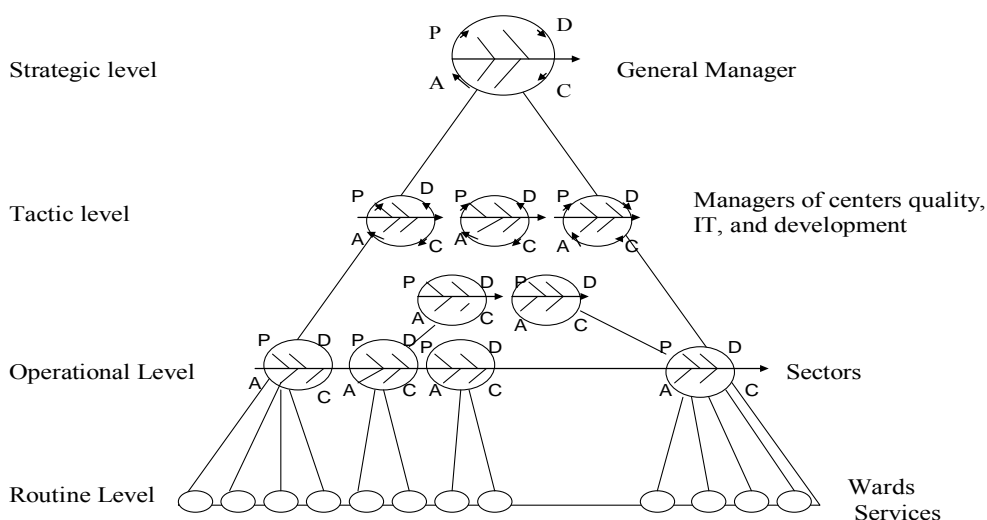 P D
Strategic level General Manager
A C
P D P D P D
Tactic level Managers of centers quality,
IT, and development
A C A C A C
P D P D
A C A C
P D P D P D P D
Operational Level Sectors
A C A C A C A C
Routine Level Wards
Services